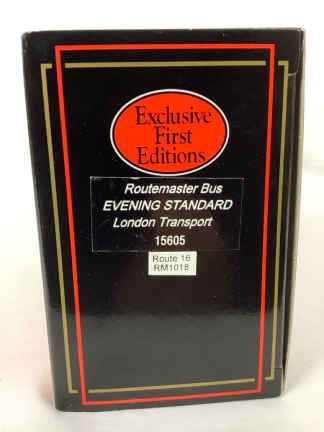 Exclusive
First
Editions
Routemaster Bus
EVENING STANDARD
London Transport
15605
Route 16
RM1018